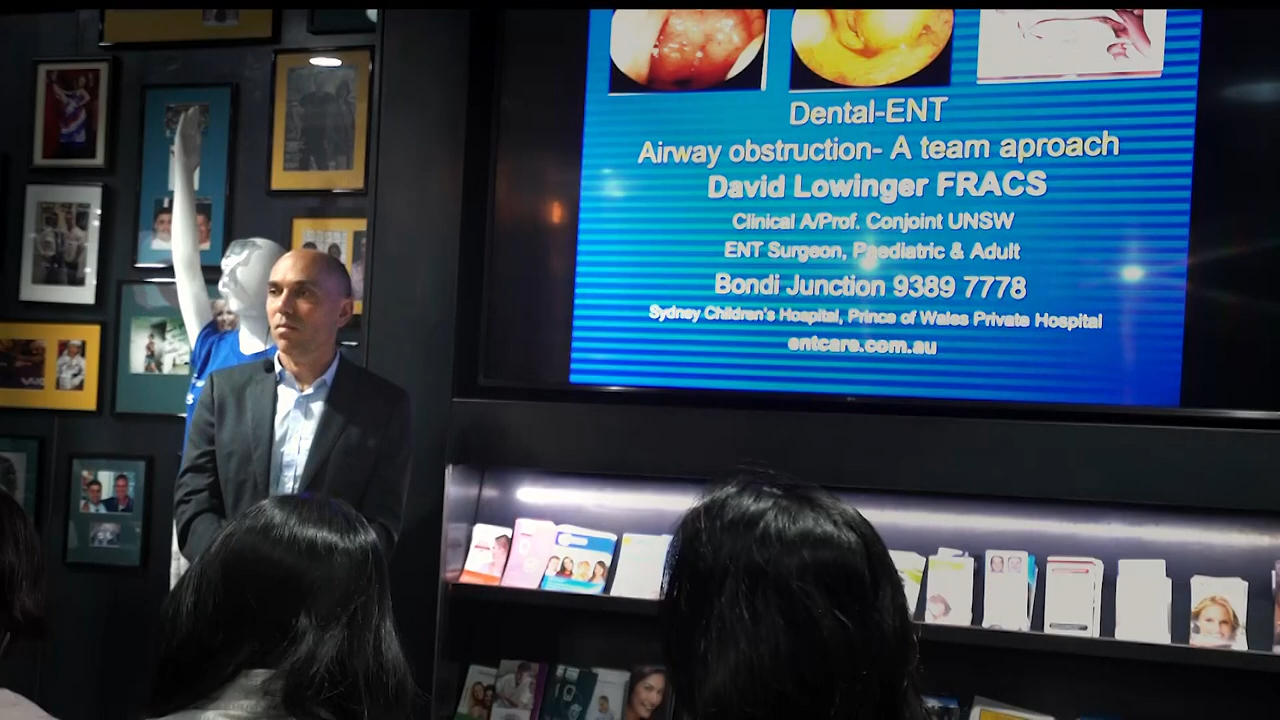 Dental-ENT
Airway obstruction- A team aproach
David Lowinger FRACS
Clinical A/Prof. Conjoint UNSW
ENT Surgeon, Paediatric & Adult
Bondi Junction 9389 7778
Sydney Children's Hospital, Prince of Wales Private Hospital
entcare.com.au